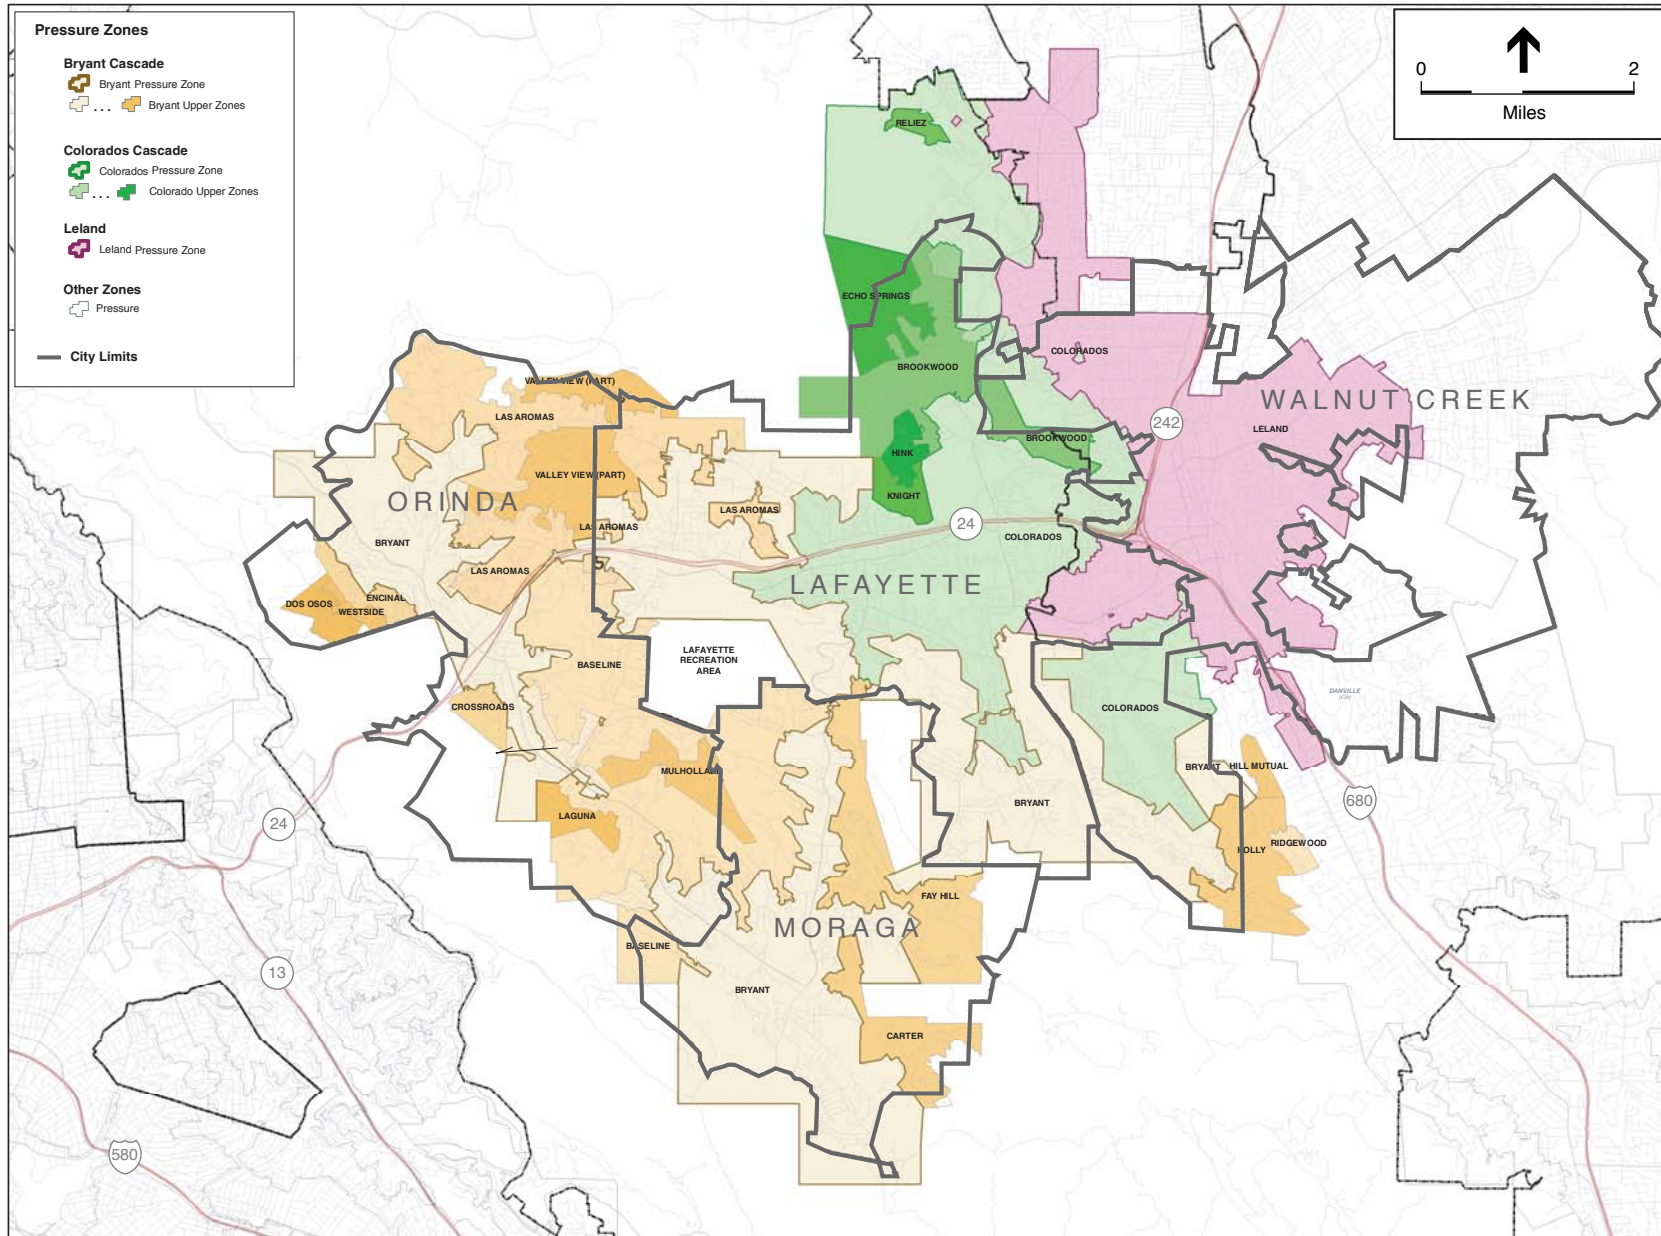 Pressure Zones
Bryant Cascade
Bryant Pressure Zone
... Bryant Upper Zones
Colorados Cascade
Colorados Pressure Zone
... Colorado Upper Zones
Leland
Leland Pressure Zone
Other Zones
Pressure
City Limits
0 2
Miles
RELIEZ
ECHO SPRINGS
BROOKWOOD
COLORADOS
VALLEY VIEW (PART)
LAS AROMAS
WALNUT CREEK
242
LELAND
BROOKWOOD
HINK
VALLEY VIEW (PART)
KNIGHT
ORINDA
LAS AROMAS
LAS AROMAS
24
COLORADOS
BRYANT
LAS AROMAS
LAFAYETTE
ENCINAL
DOS OSOS
WESTSIDE
LAFAYETTE
RECREATION
AREA
BASELINE
DANVILLE
CROSSROADS
COLORADOS
MULHOLLAND
BRYANT
HILL MUTUAL
BRYANT
680
LAGUNA
24
HOLLY
RIDGEWOOD
FAY HILL
MORAGA
BASELINE
13
BRYANT
CARTER
580